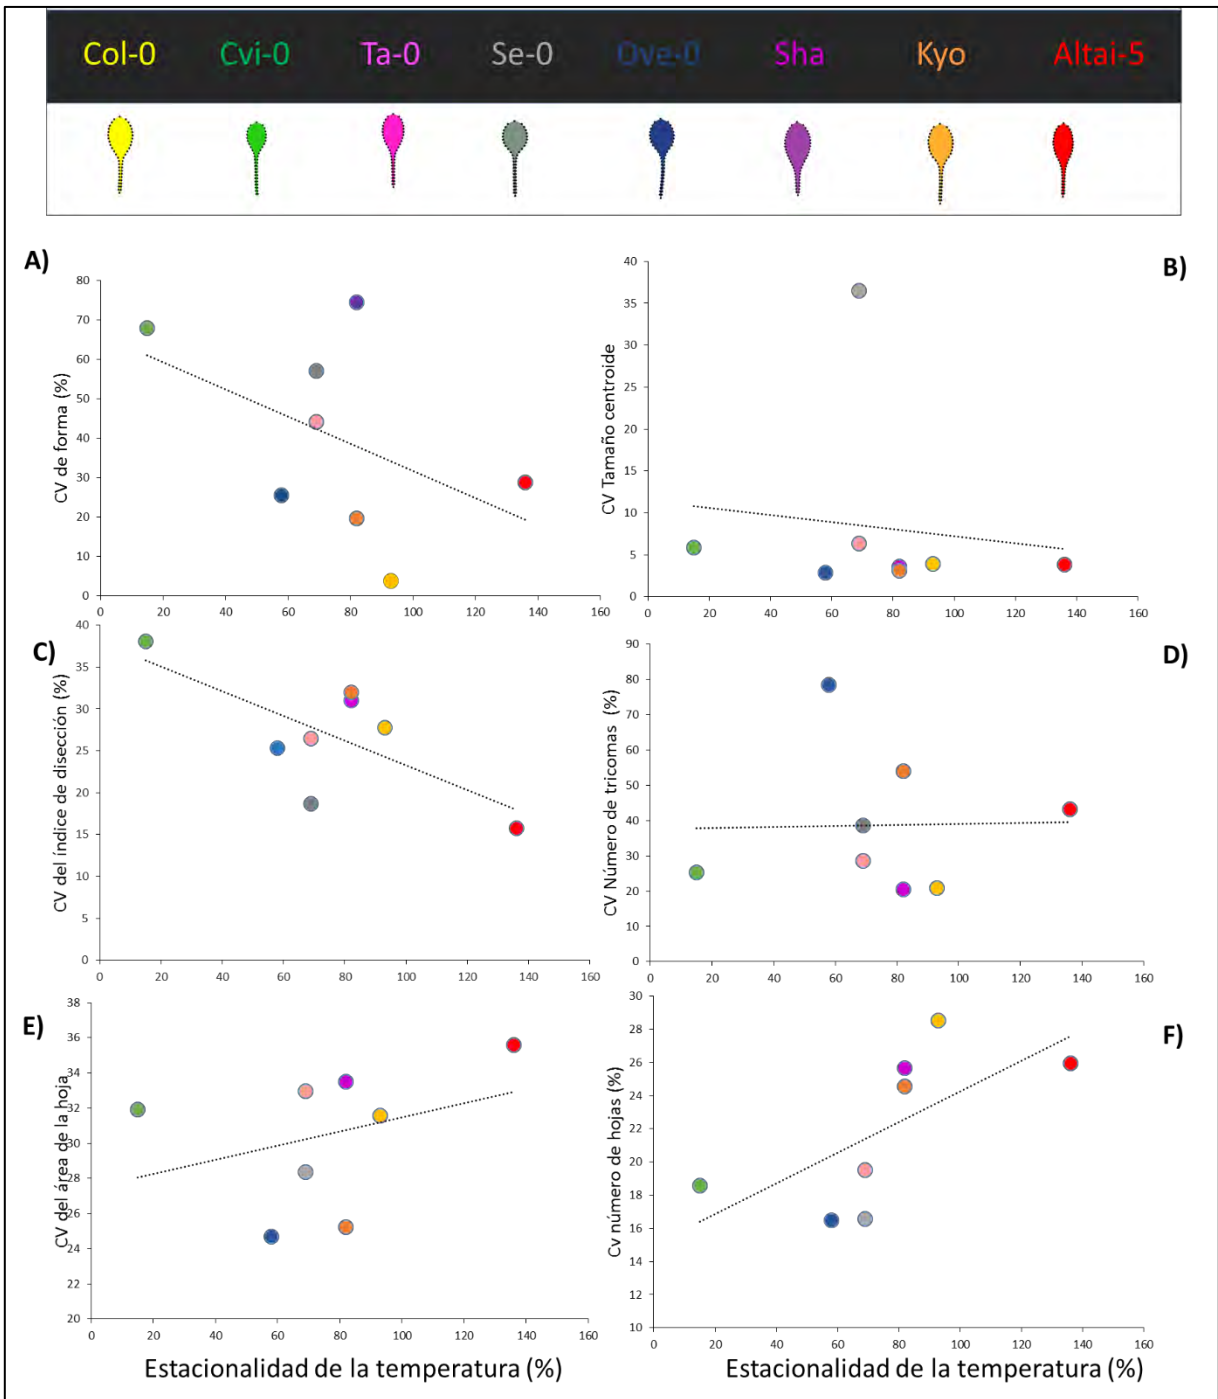 Col-0 Cvi-0 Ta-0 Se-0 Ove-0 Sha Kyo Altai-5
A)
CV de forma (%)
80
70
60
50
40
30
20
10
0
0 20 40 60 80 100 120 140 160
B)
CV Tamaño centroide
40
35
30
25
20
15
10
5
0
0 20 40 60 80 100 120 140 160
C)
CV del índice de disección (%)
40
35
30
25
20
15
10
5
0
0 20 40 60 80 100 120 140 160
D)
CV Número de tricomas (%)
90
80
70
60
50
40
30
20
10
0
0 20 40 60 80 100 120 140 160
E)
CV del área de la hoja
38
36
34
32
30
28
26
24
22
20
0 20 40 60 80 100 120 140 160
Estacionalidad de la temperatura (%)
F)
Cv número de hojas (%)
30
28
26
24
22
20
18
16
14
12
10
0 20 40 60 80 100 120 140 160
Estacionalidad de la temperatura (%)